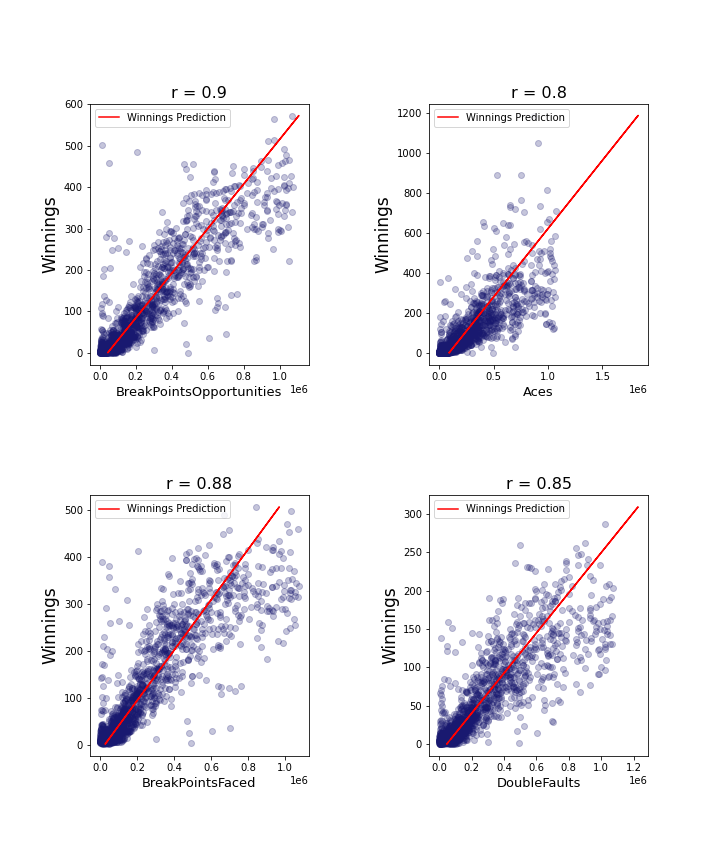 r = 0.9
Winnings Prediction
Winnings
600
500
400
300
200
100
0
0.0 0.2 0.4 0.6 0.8 1.0
1e6
BreakPointsOpportunities
r = 0.8
Winnings Prediction
Winnings
1200
1000
800
600
400
200
0
0.0 0.5 1.0 1.5
1e6
Aces
r = 0.88
Winnings Prediction
Winnings
500
400
300
200
100
0
0.0 0.2 0.4 0.6 0.8 1.0
1e6
BreakPointsFaced
r = 0.85
Winnings Prediction
Winnings
300
250
200
150
100
50
0
0.0 0.2 0.4 0.6 0.8 1.0 1.2
1e6
DoubleFaults